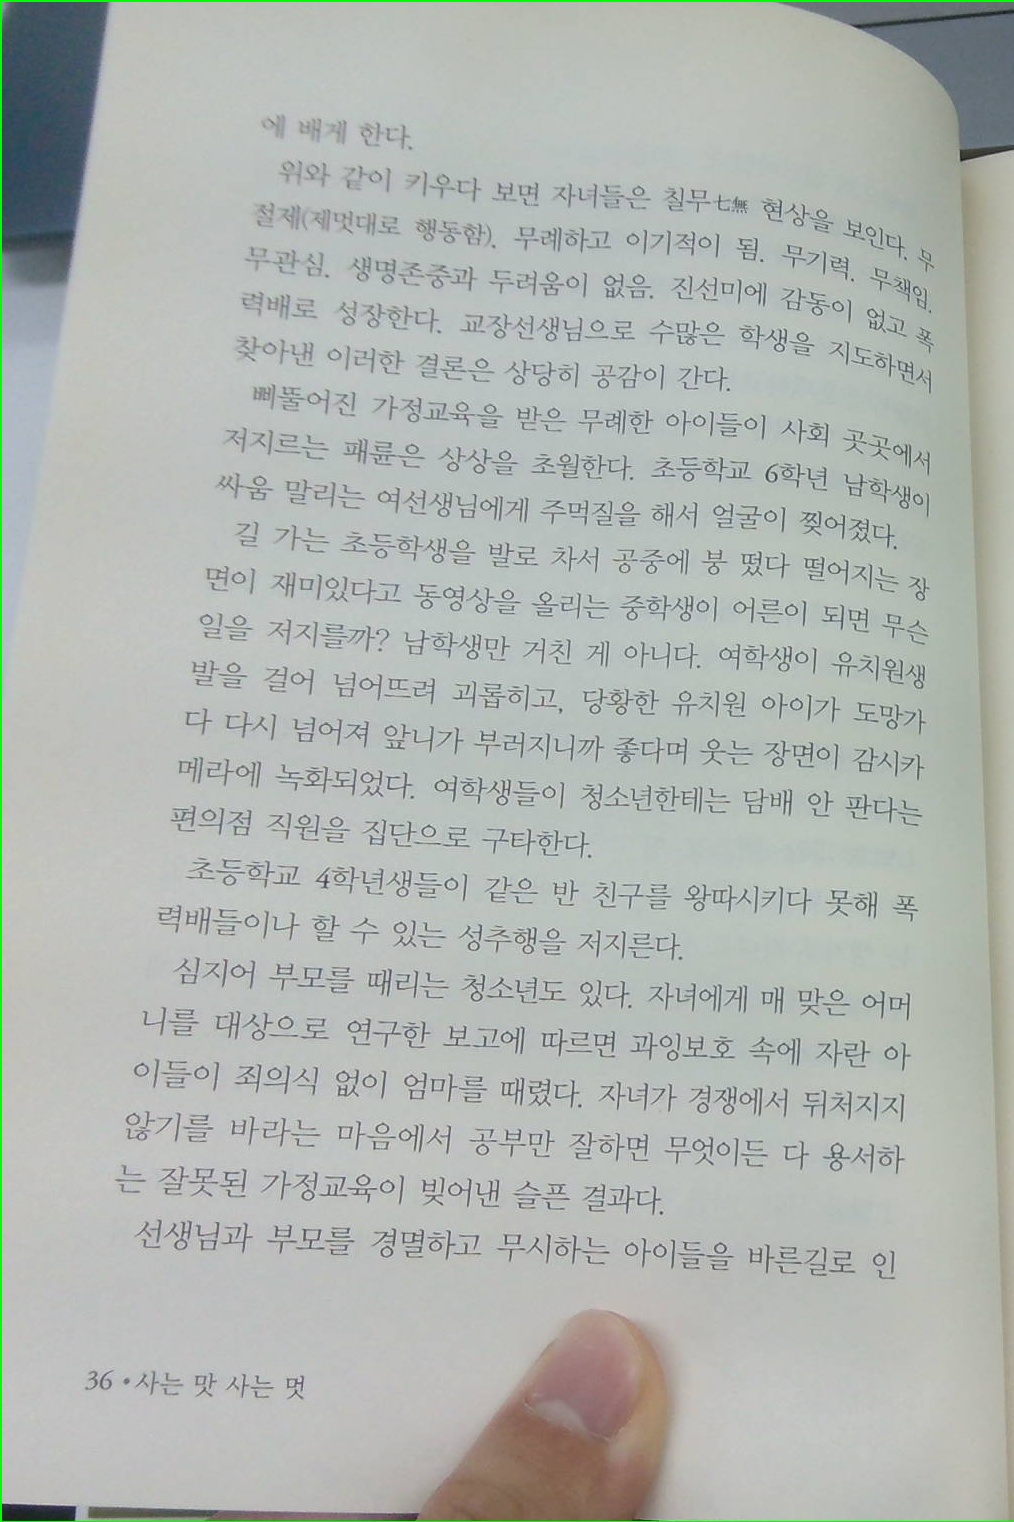 에 배게 한다.
위와 같이 키우다 보면 자녀들은 칠무七無 현상을 보인다. 무
절제(제멋대로 행동함). 무례하고 이기적이 됨. 무기력. 무책임.
무관심. 생명존중과 두려움이 없음. 진선미에 감동이 없고 폭
력배로 성장한다. 교장선생님으로 수많은 학생을 지도하면서
찾아낸 이러한 결론은 상당히 공감이 간다.
삐뚤어진 가정교육을 받은 무례한 아이들이 사회 곳곳에서
저지르는 패륜은 상상을 초월한다. 초등학교 6학년 남학생이
싸움 말리는 여선생님에게 주먹질을 해서 얼굴이 찢어졌다.
길 가는 초등학생을 발로 차서 공중에 붕 떴다 떨어지는 장
면이 재미있다고 동영상을 올리는 중학생이 어른이 되면 무슨
일을 저지를까? 남학생만 거친 게 아니다. 여학생이 유치원생
발을 걸어 넘어뜨려 괴롭히고, 당황한 유치원 아이가 도망가
다 다시 넘어져 앞니가 부러지니까 좋다며 웃는 장면이 감시카
메라에 녹화되었다. 여학생들이 청소년한테는 담배 안 판다는
편의점 직원을 집단으로 구타한다.
초등학교 4학년생들이 같은 반 친구를 왕따시키다 못해 폭
력배들이나 할 수 있는 성추행을 저지른다.
심지어 부모를 때리는 청소년도 있다. 자녀에게 매 맞은 어머
니를 대상으로 연구한 보고에 따르면 과잉보호 속에 자란 아
이들이 죄의식 없이 엄마를 때렸다. 자녀가 경쟁에서 뒤처지지
않기를 바라는 마음에서 공부만 잘하면 무엇이든 다 용서하
는 잘못된 가정교육이 빚어낸 슬픈 결과다.
선생님과 부모를 경멸하고 무시하는 아이들을 바른길로 인
36 • 사는 맛 사는 멋